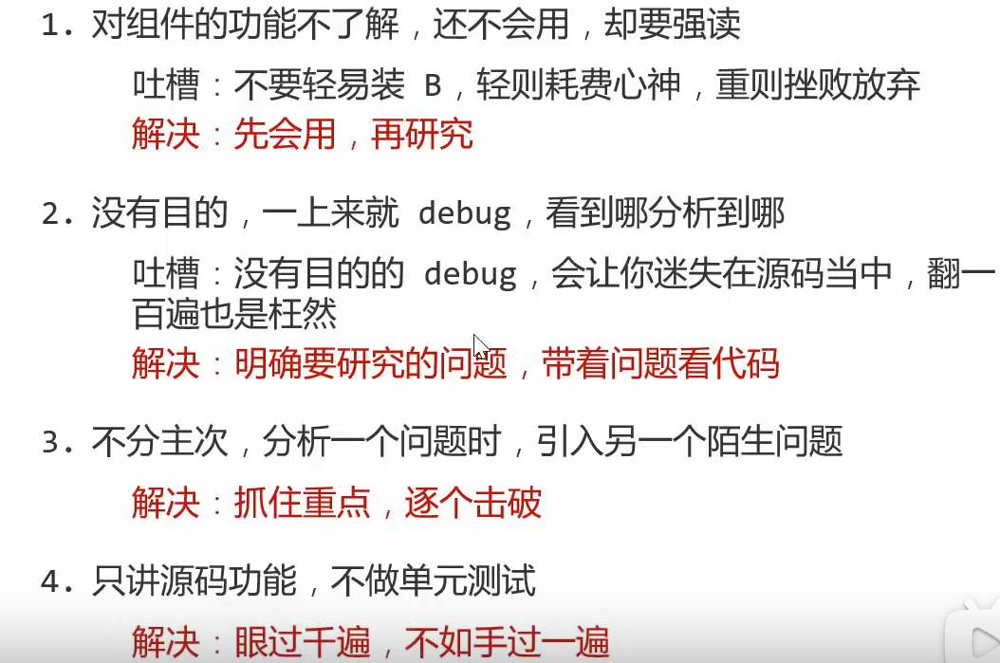 1. 对组件的功能不了解，还不会用，却要强读
吐槽：不要轻易装 B，轻则耗费心神，重则挫败放弃
解决：先会用，再研究
2. 没有目的，一上来就 debug，看到哪分析到哪
吐槽：没有目的的 debug，会让你迷失在源码当中，翻一
百遍也是枉然
解决：明确要研究的问题，带着问题看代码
3. 不分主次，分析一个问题时，引入另一个陌生问题
解决：抓住重点，逐个击破
4. 只讲源码功能，不做单元测试
解决：眼过千遍，不如手过一遍